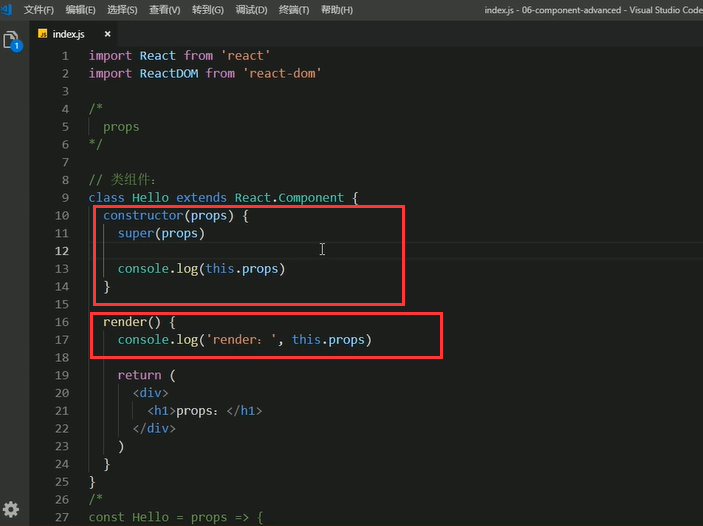 文件(F) 编辑(E) 选择(S) 查看(V) 转到(G) 调试(D) 终端(T) 帮助(H) index.js - 06-component-advanced - Visual Studio Code
index.js ×
1
1 import React from 'react'
2 import ReactDOM from 'react-dom'
3
4 /*
5 props
6 */
7
8 // 类组件：
9 class Hello extends React.Component {
10 constructor(props) {
11 super(props)
12
13 console.log(this.props)
14 }
15
16 render() {
17 console.log('render：', this.props)
18
19 return (
20 <div>
21 <h1>props：</h1>
22 </div>
23 )
24 }
25 }
26 /*
27 const Hello = props => {